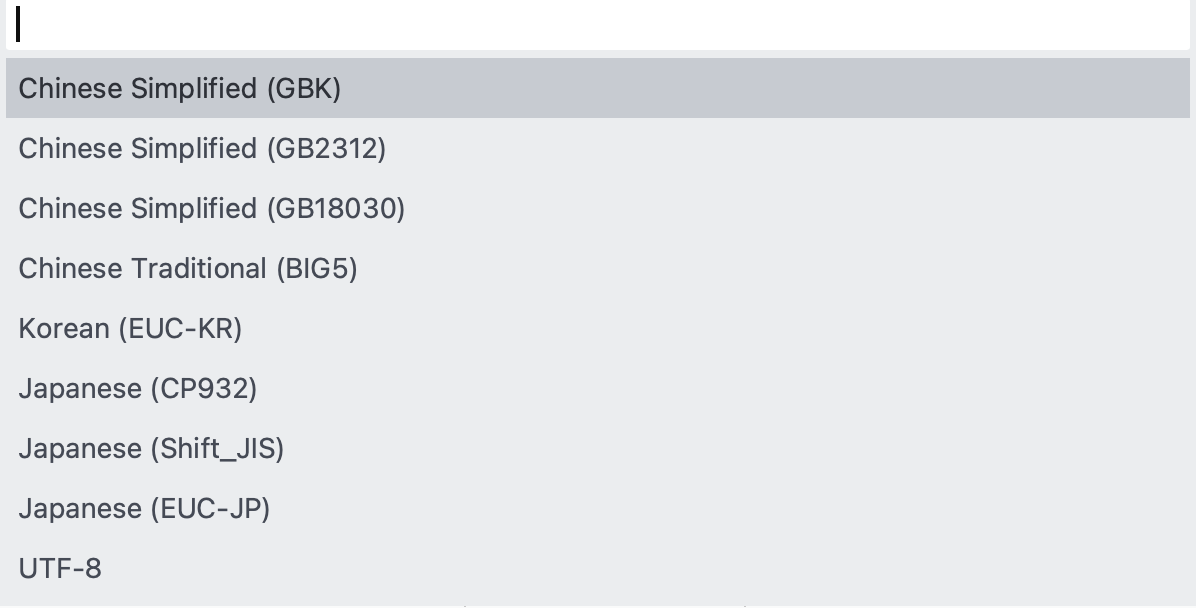 Chinese Simplified (GBK)
Chinese Simplified (GB2312)
Chinese Simplified (GB18030)
Chinese Traditional (BIG5)
Korean (EUC-KR)
Japanese (CP932)
Japanese (Shift_JIS)
Japanese (EUC-JP)
UTF-8